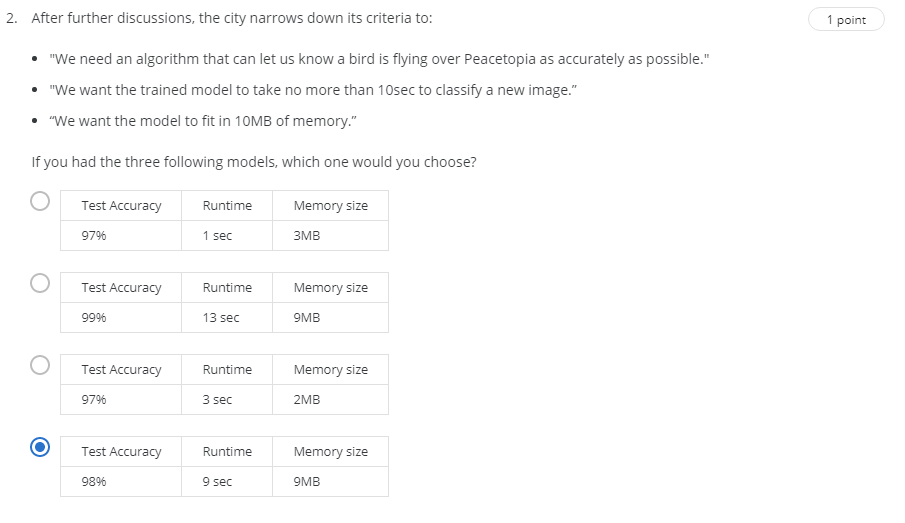 2. After further discussions, the city narrows down its criteria to:
1 point
• "We need an algorithm that can let us know a bird is flying over Peacetopia as accurately as possible."
• "We want the trained model to take no more than 10sec to classify a new image.”
• “We want the model to fit in 10MB of memory.”
If you had the three following models, which one would you choose?
Test Accuracy Runtime Memory size
97% 1 sec 3MB
Test Accuracy Runtime Memory size
99% 13 sec 9MB
Test Accuracy Runtime Memory size
97% 3 sec 2MB
Test Accuracy Runtime Memory size
98% 9 sec 9MB